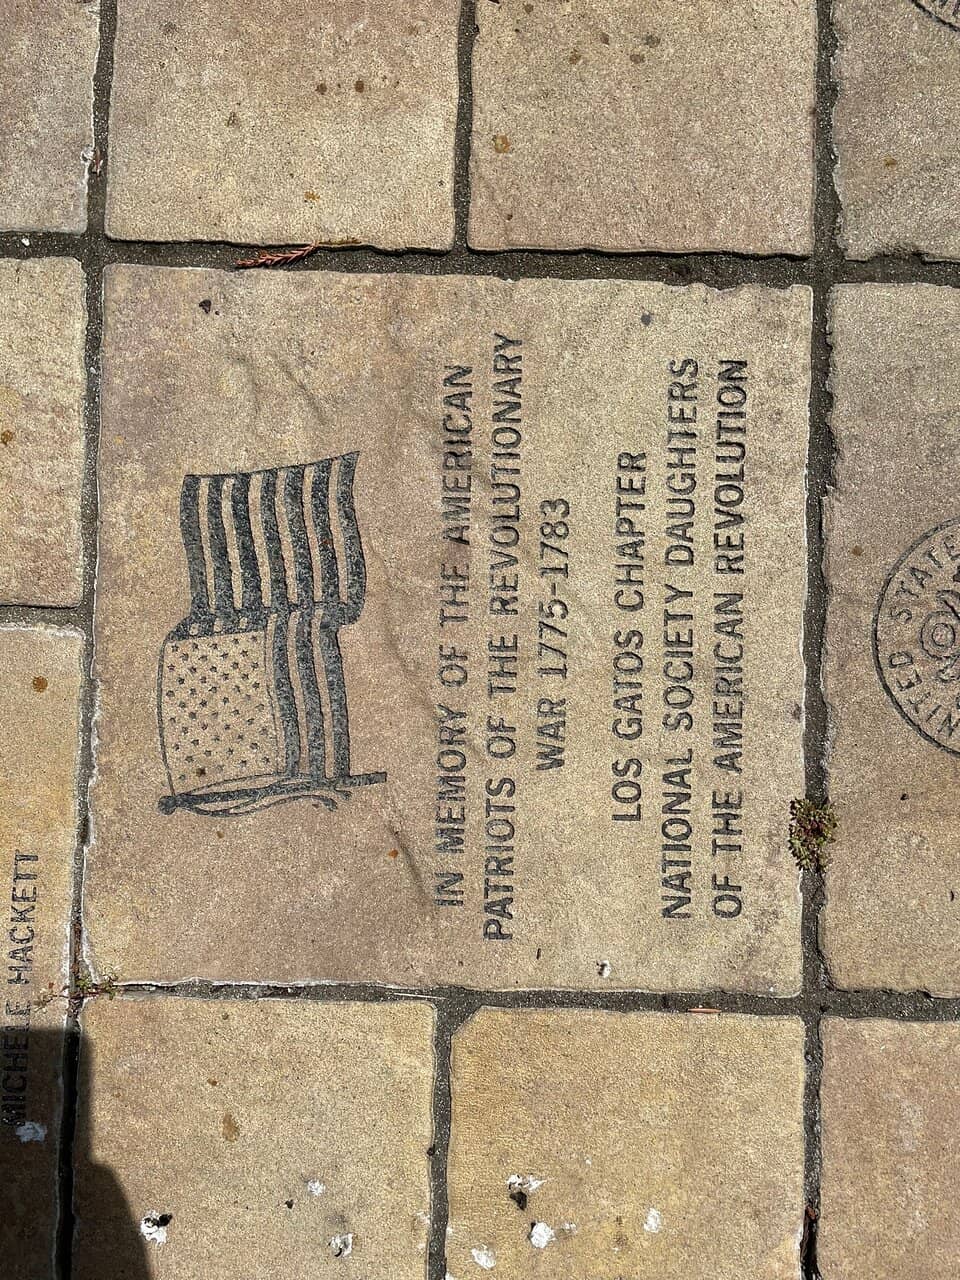 IN MEMORY OF THE AMERICAN
PATRIOTS OF THE REVOLUTIONARY
WAR 1775-1783
LOS GATOS CHAPTER
NATIONAL SOCIETY DAUGHTERS
OF THE AMERICAN REVOLUTION
MICHELE HACKETT